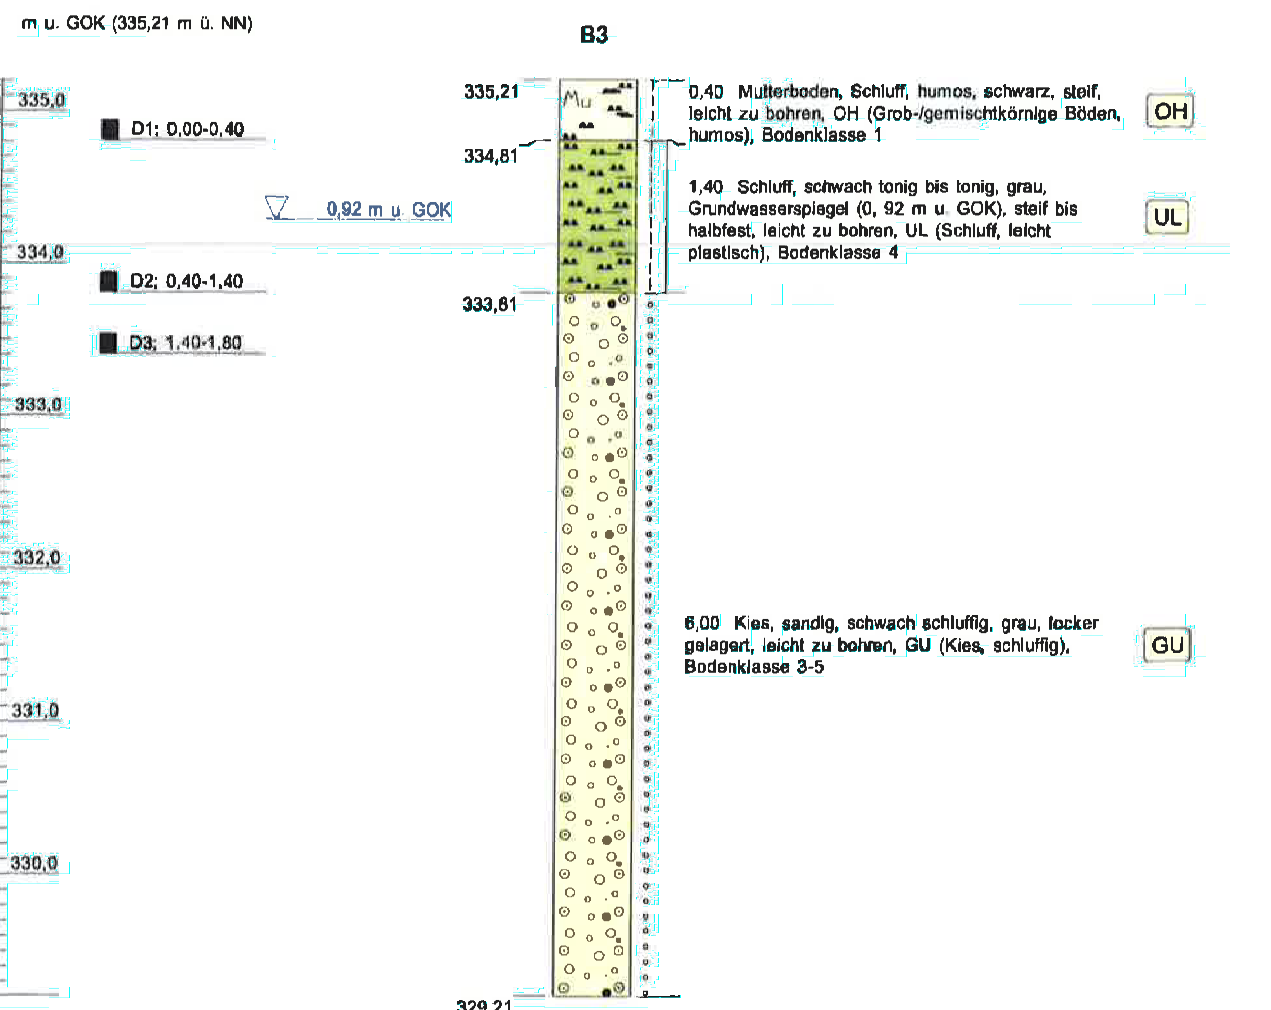 m u. GOK (335,21 m ü. NN)
B3
335,0
D1; 0,00-0,40
335,21
Mu
0,40 Mutterboden, Schluff, humos, schwarz, steif,
leicht zu bohren, OH (Grob-/gemischtkörnige Böden,
humos), Bodenklasse 1
OH
334,81
0,92 m u. GOK
1,40 Schluff, schwach tonig bis tonig, grau,
Grundwasserspiegel (0, 92 m u. GOK), steif bis
halbfest, leicht zu bohren, UL (Schluff, leicht
plastisch), Bodenklasse 4
UL
334,0
D2; 0,40-1,40
333,81
D3; 1,40-1,80
333,0
332,0
6,00 Kies, sandig, schwach schluffig, grau, locker
gelagert, leicht zu bohren, GU (Kies, schluffig),
Bodenklasse 3-5
GU
331,0
330,0
329,21